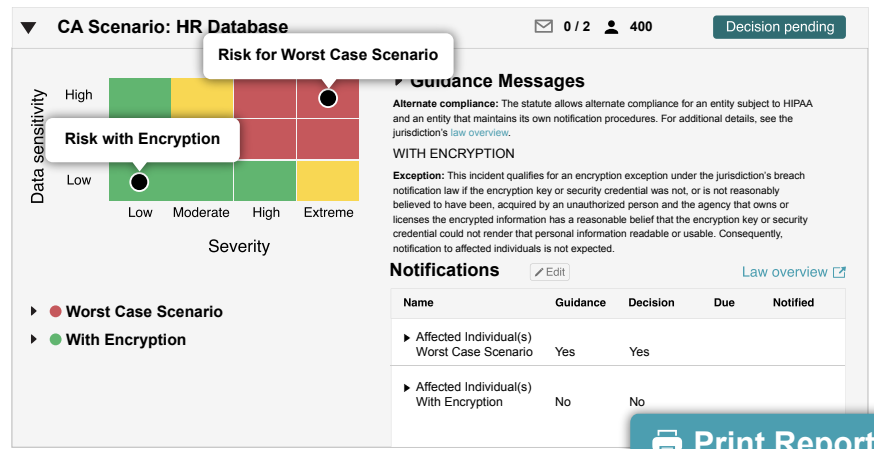 CA Scenario: HR Database
0 / 2
400
Decision pending
Risk for Worst Case Scenario
Data sensitivity
High
Risk with Encryption
Low
Low
Moderate
High
Extreme
Severity
Worst Case Scenario
With Encryption
Guidance Messages
Alternate compliance: The statute allows alternate compliance for an entity subject to HIPAA
and an entity that maintains its own notification procedures. For additional details, see the
jurisdiction's law overview.
WITH ENCRYPTION
Exception: This incident qualifies for an encryption exception under the jurisdiction's breach
notification law if the encryption key or security credential was not, or is not reasonably
believed to have been, acquired by an unauthorized person and the agency that owns or
licenses the encrypted information has a reasonable belief that the encryption key or security
credential could not render that personal information readable or usable. Consequently,
notification to affected individuals is not expected.
Notifications
Edit
Law overview
Name Guidance Decision Due Notified
Affected Individual(s)
Worst Case Scenario Yes Yes
Affected Individual(s)
With Encryption No No
Print Report